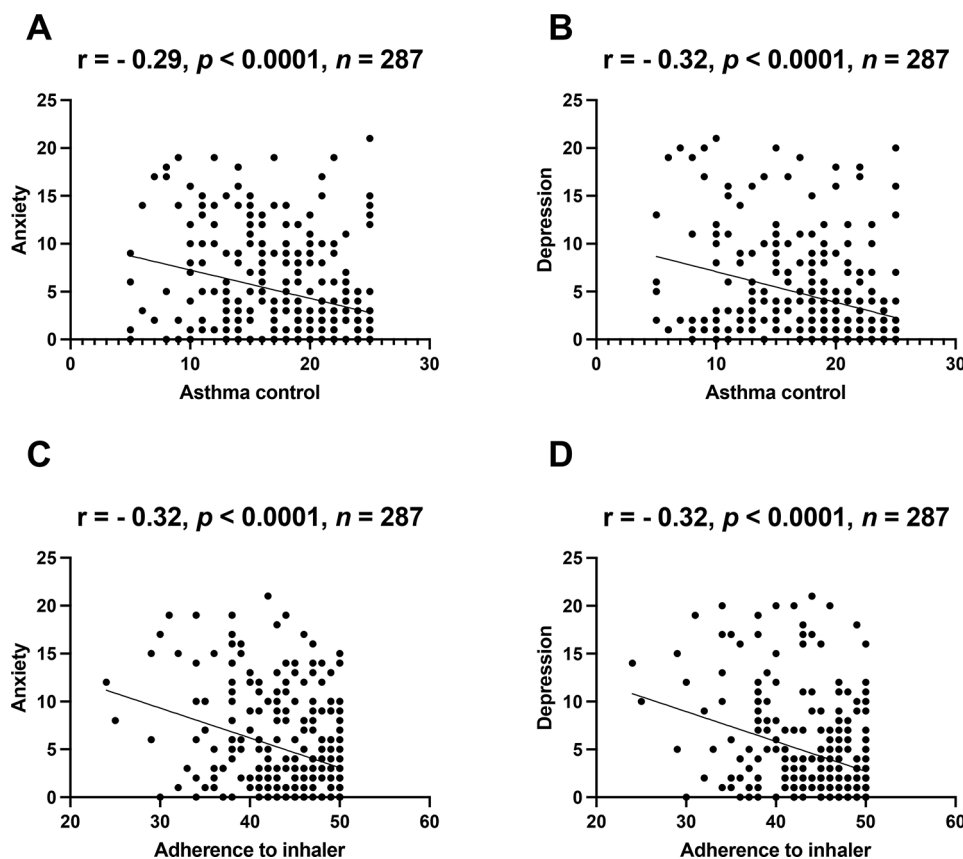 A
r = - 0.29, p < 0.0001, n = 287
25
20
15
10
5
0
Anxiety
0
10
20
30
Asthma control
B
r = - 0.32, p < 0.0001, n = 287
25
20
15
10
5
0
Depression
0
10
20
30
Asthma control
C
r = - 0.32, p < 0.0001, n = 287
25
20
15
10
5
0
Anxiety
20
30
40
50
60
Adherence to inhaler
D
r = - 0.32, p < 0.0001, n = 287
25
20
15
10
5
0
Depression
20
30
40
50
60
Adherence to inhaler